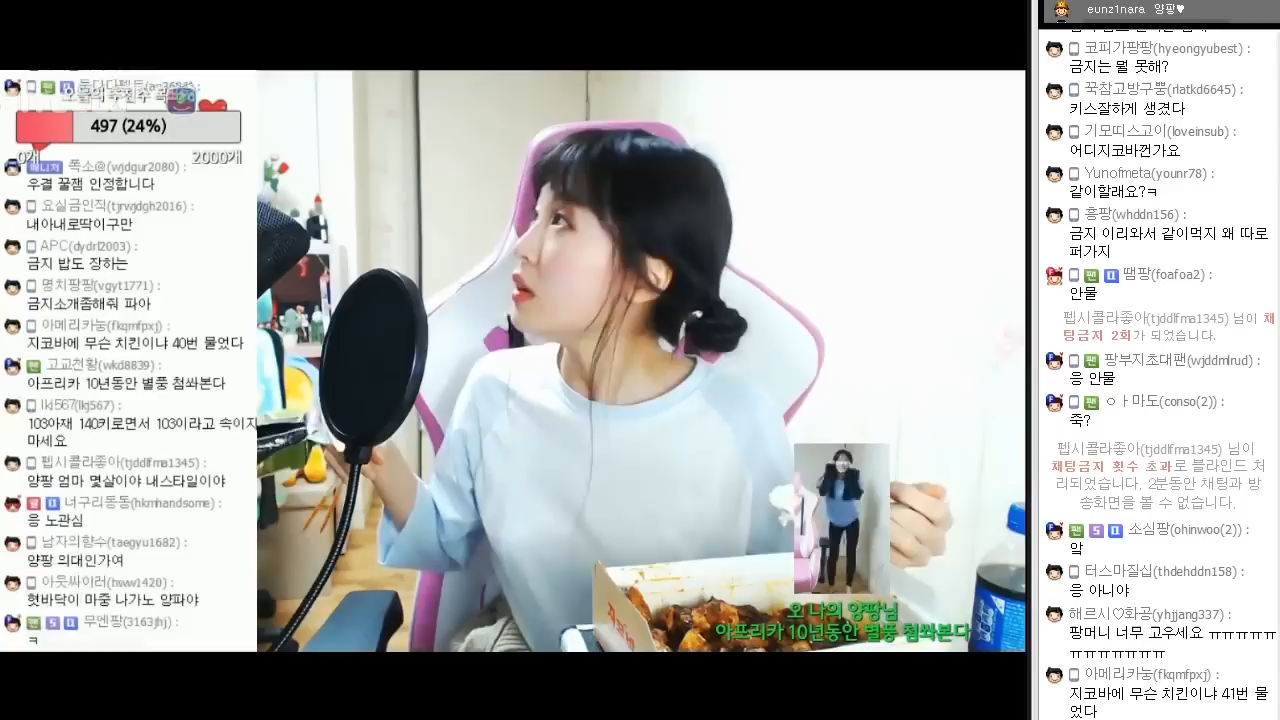 497 (24%)
0개
2000개
매니저 폭소@(wjdgur2080) :
우결 꿀잼 인정합니다
요실금인직(tjrwjdgh2016) :
내아내로딱이구만
APC(dydrl2003) :
금지 밥도 장하는
명치팡팡(vgyt1771) :
금지소개좀해줘 파아
아메리카눙(fkqmfpxj) :
지코바에 무슨 치킨이냐 40번 물었다
팬 고교천황(wkd8839) :
아프리카 10년동안 별풍 첨쏴본다
lkj567(lkj567) :
103아재 140키로면서 103이라고 속이지
마세요
펩시콜라좋아(tjddlfma1345) :
양팡 엄마 몇살이야 내스타일이야
열 너구리동동(hkmhandsome) :
응 노관심
남자의향수(taegyu1682) :
양팡 의대인가여
아웃싸이러(hsww1420) :
혓바닥이 마중 나가노 양파야
팬 S 무엔팡(3163jhj) :
ㅋ
오 나의 양팡님
아프리카 10년동안 별풍 첨쏴본다
eunz1nara 양팡♥
코피가팡팡(hyeongyubest) :
금지는 뭘 못해?
꾹참고방구뿡(rlatkd6645) :
키스잘하게 생겼다
기모띠스고이(loveinsub) :
어디지코바껀가요
Yunofmeta(younr78) :
같이할래요?ㅋ
흥팡(whddn156) :
금지 이리와서 같이먹지 왜 따로
퍼가지
팬 땜팡(foafoa2) :
안물
펩시콜라좋아(tjddlfma1345) 님이 채
팅금지 2회가 되었습니다.
팬 팡부지초대팬(wjddmlrud) :
응 안물
팬 ㅇㅏ마도(conso(2)) :
죽?
펩시콜라좋아(tjddlfma1345) 님이
채팅금지 횟수 초과로 블라인드 처
리되었습니다. 2분동안 채팅과 방
송화면을 볼 수 없습니다.
팬 S 소심팡(ohinwoo(2)) :
앜
터스마질십(thdehddn158) :
응 아니야
해르시♡화공(yhjjang337) :
팡머니 너무 고우세요 ㅠㅠㅠㅠㅠ
ㅠㅠㅠㅠㅠㅠㅠ
아메리카눙(fkqmfpxj) :
지코바에 무슨 치킨이냐 41번 물
었다